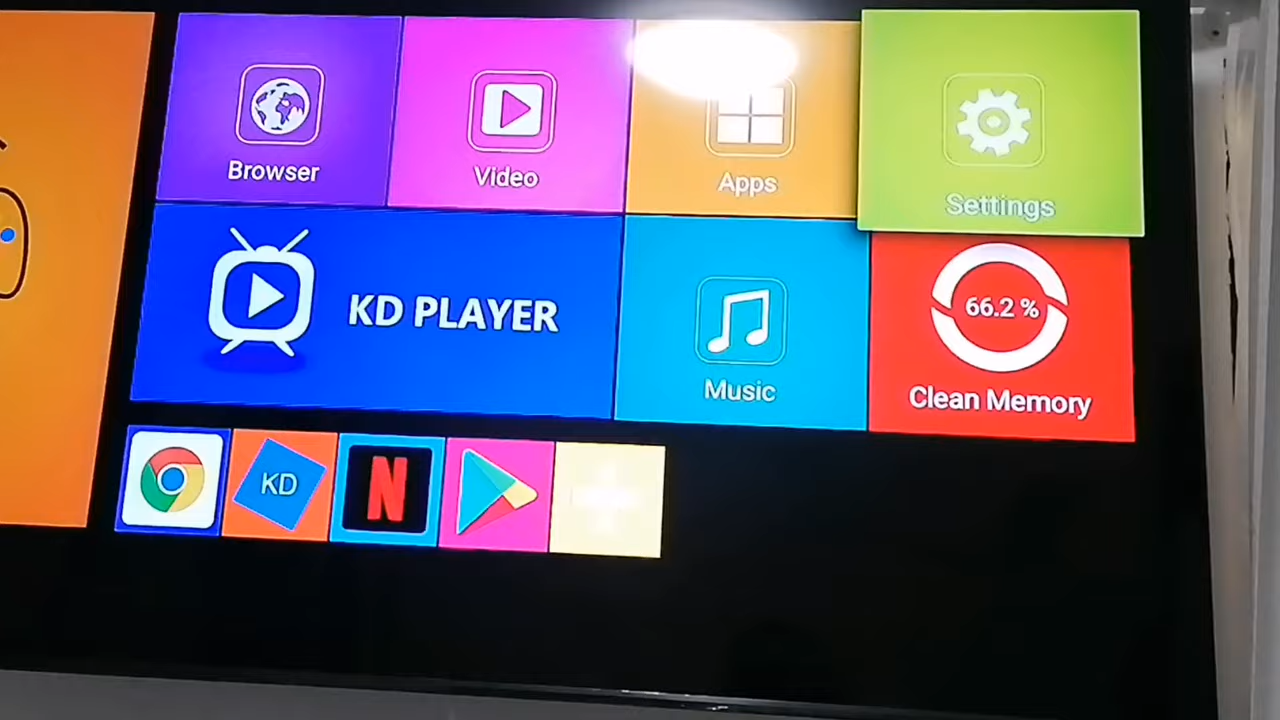 Browser
Video
Apps
Settings
KD PLAYER
Music
66.2 %
Clean Memory
KD
N